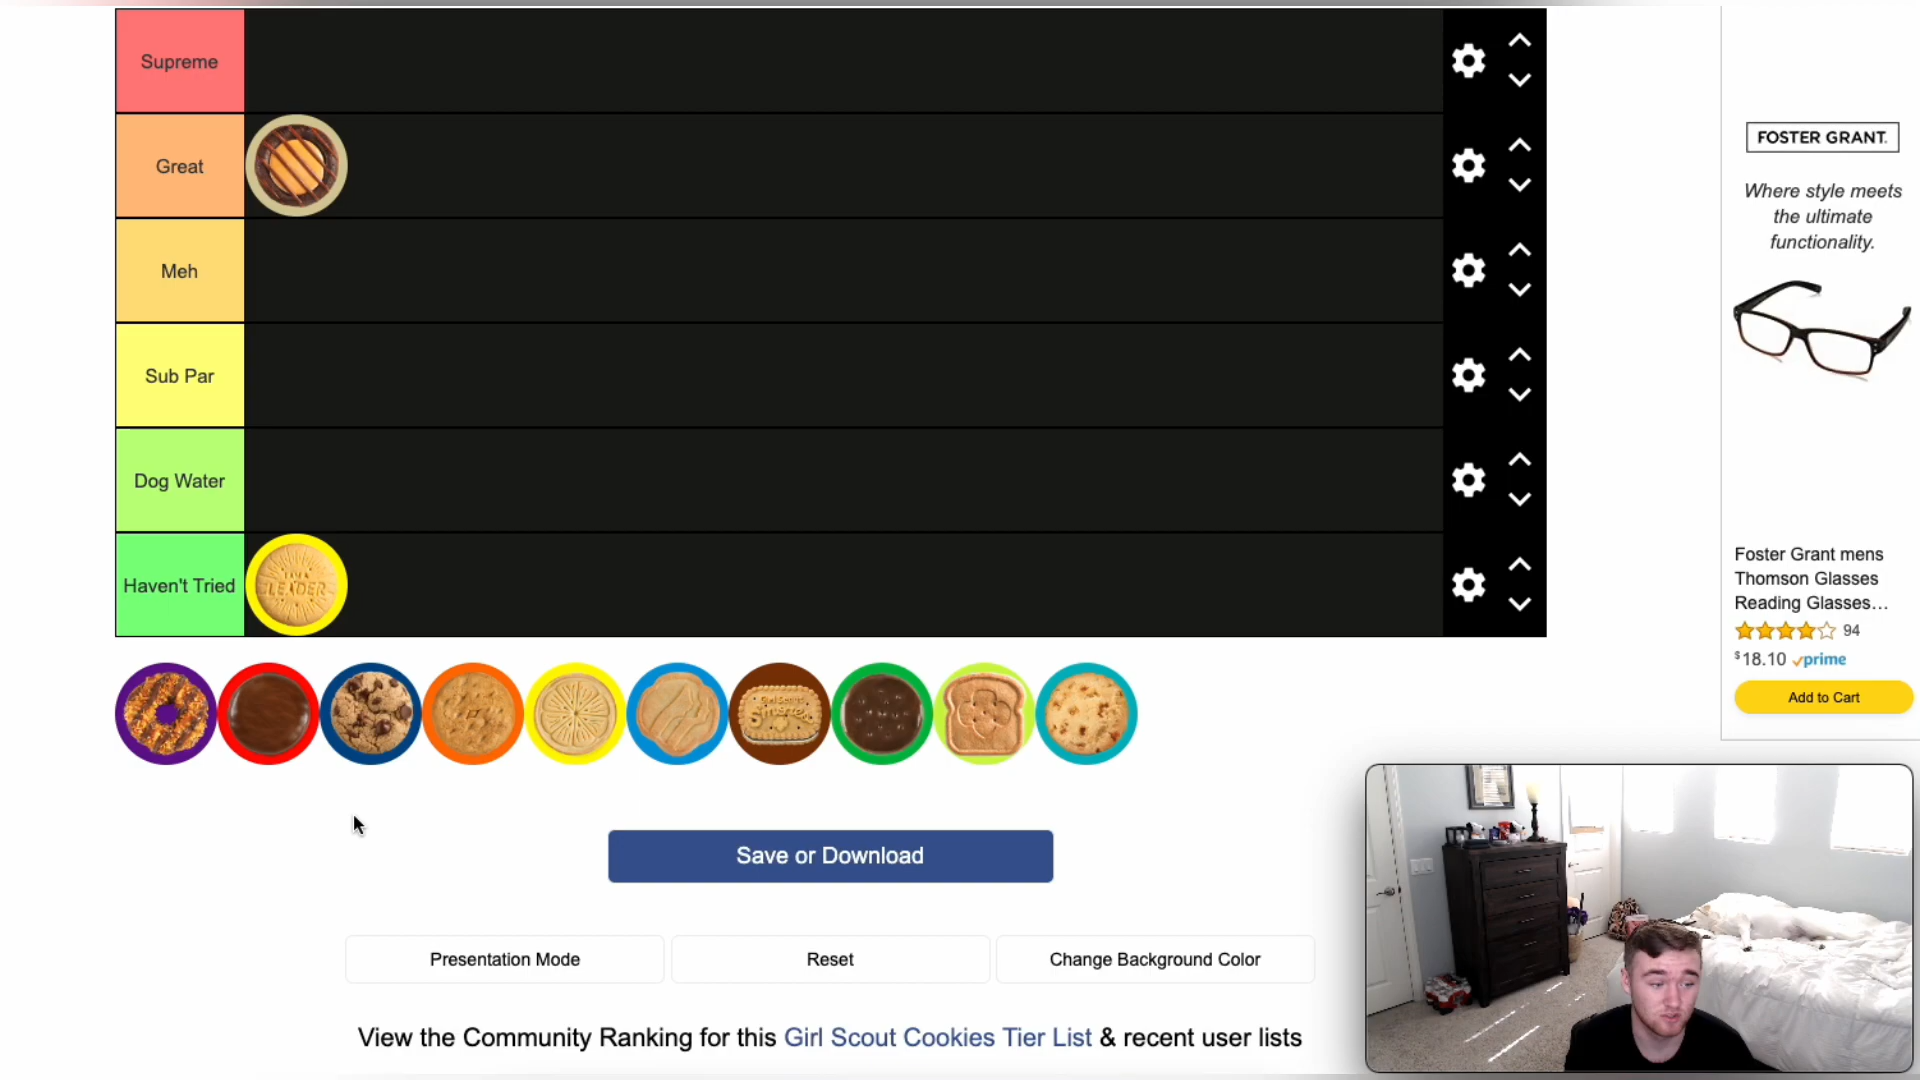 Supreme
Great
Meh
Sub Par
Dog Water
Haven't Tried
LEADER
FOSTER GRANT.
Where style meets
the ultimate
functionality.
Foster Grant mens
Thomson Glasses
Reading Glasses…
94
$18.10 prime
Add to Cart
Save or Download
Presentation Mode
Reset
Change Background Color
View the Community Ranking for this Girl Scout Cookies Tier List & recent user lists